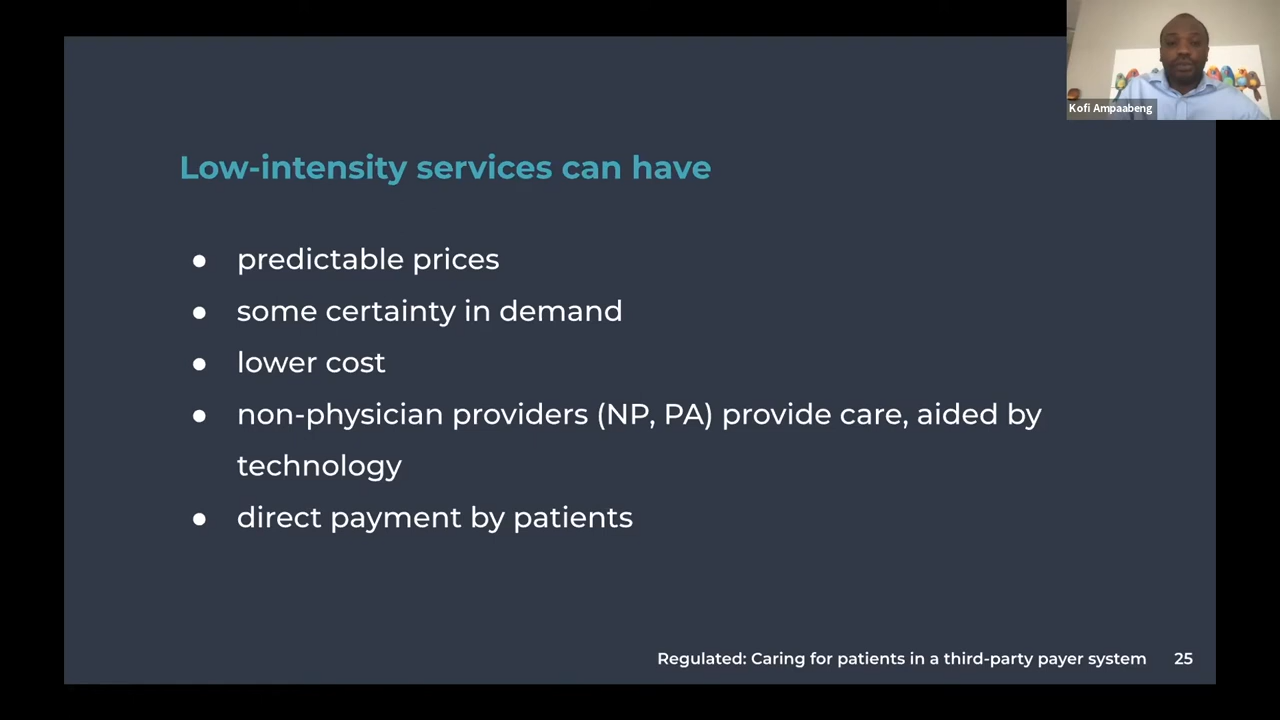 Kofi Ampaabeng
Low-intensity services can have
● predictable prices
● some certainty in demand
● lower cost
● non-physician providers (NP, PA) provide care, aided by
technology
● direct payment by patients
Regulated: Caring for patients in a third-party payer system 25